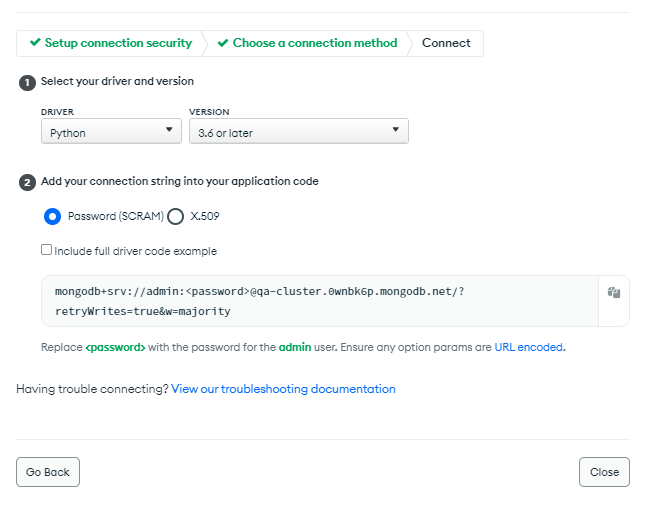 Setup connection security
Choose a connection method
Connect
1 Select your driver and version
DRIVER
VERSION
Python
3.6 or later
2 Add your connection string into your application code
Password (SCRAM)
X.509
Include full driver code example
mongodb+srv://admin:<password>@qa-cluster.0wnbk6p.mongodb.net/?
retryWrites=true&w=majority
Replace <password> with the password for the admin user. Ensure any option params are URL encoded.
Having trouble connecting? View our troubleshooting documentation
Go Back
Close